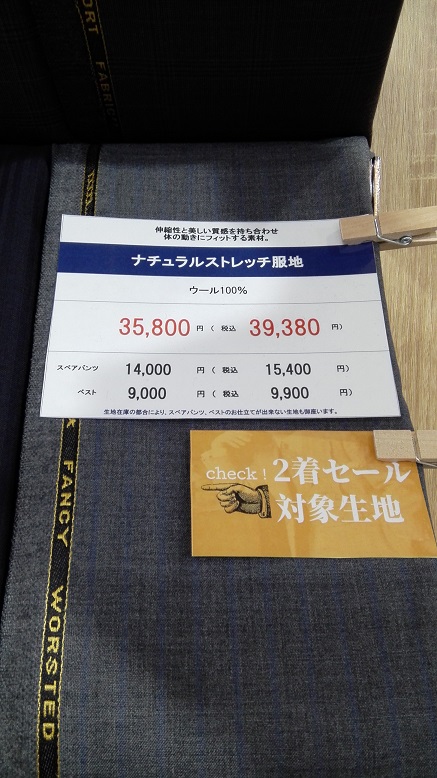 ORT FABRIC
伸縮性と美しい質感を持ち合わせ
体の動きにフィットする素材。
ナチュラルストレッチ服地
ウール100%
35,800 円 ( 税込 39,380 円)
スペアパンツ 14,000 円 ( 税込 15,400 円)
ベスト 9,000 円 ( 税込 9,900 円)
生地在庫の都合により、スペアパンツ、ベストのお仕立てが出来ない生地も御座います。
check! 2着セール
対象生地
FANCY WORSTED